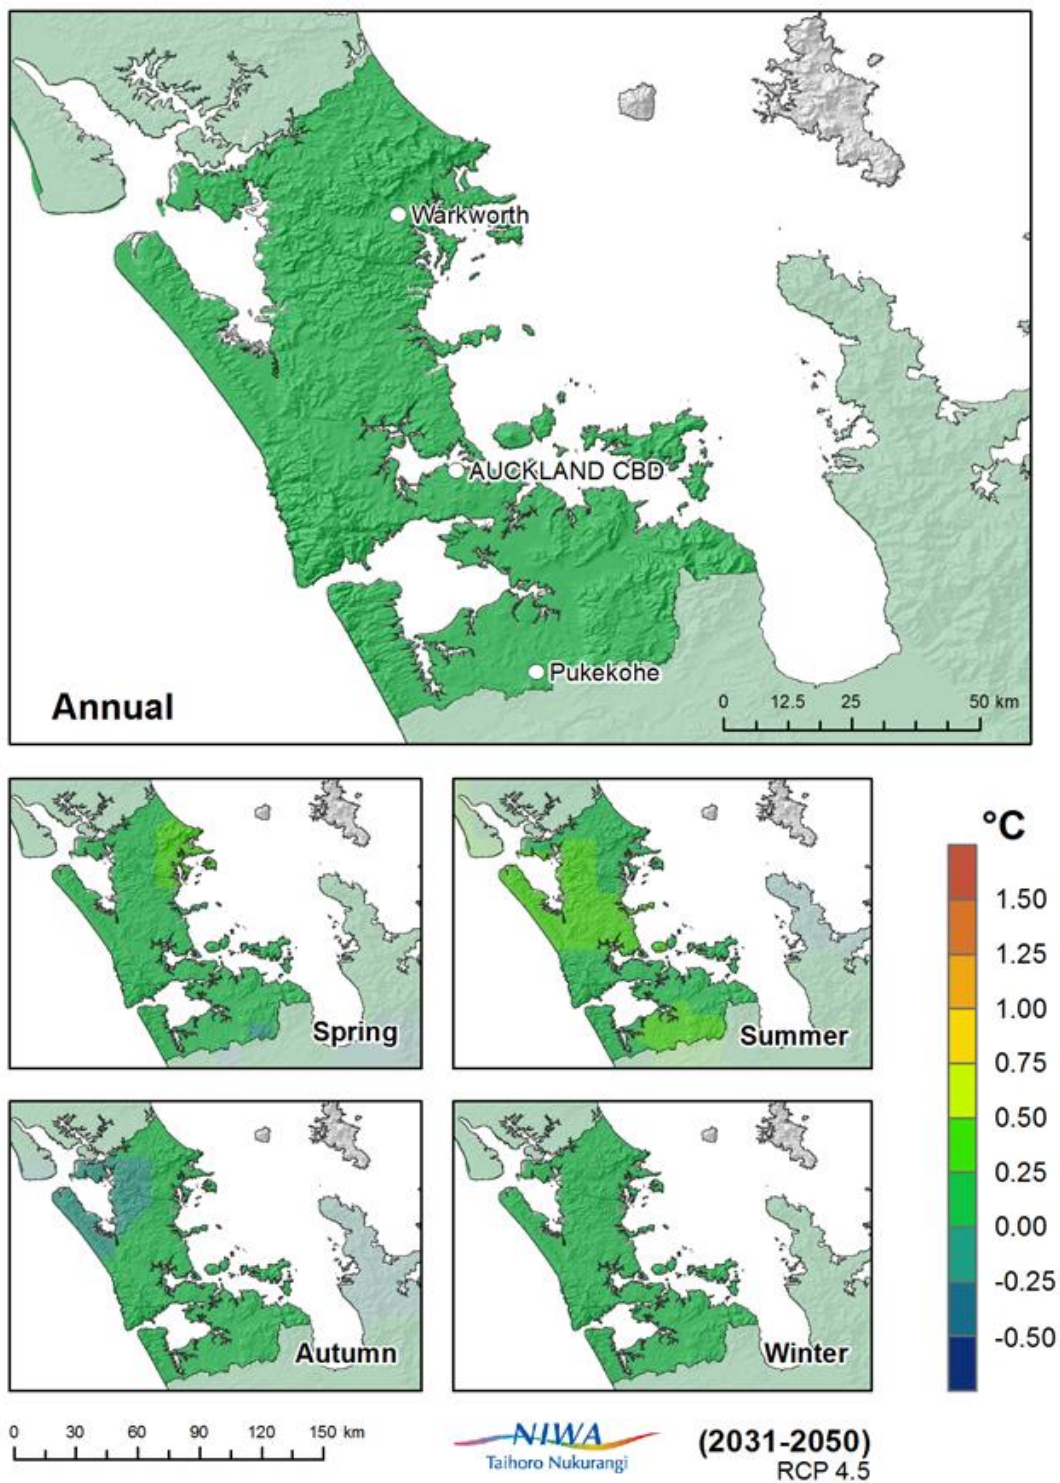 Warkworth
AUCKLAND CBD
Pukekohe
Annual
0 12.5 25 50 km
Spring
Summer
Autumn
Winter
°C
1.50
1.25
1.00
0.75
0.50
0.25
0.00
-0.25
-0.50
0 30 60 90 120 150 km
NIWA
Taihoro Nukurangi
(2031-2050)
RCP 4.5